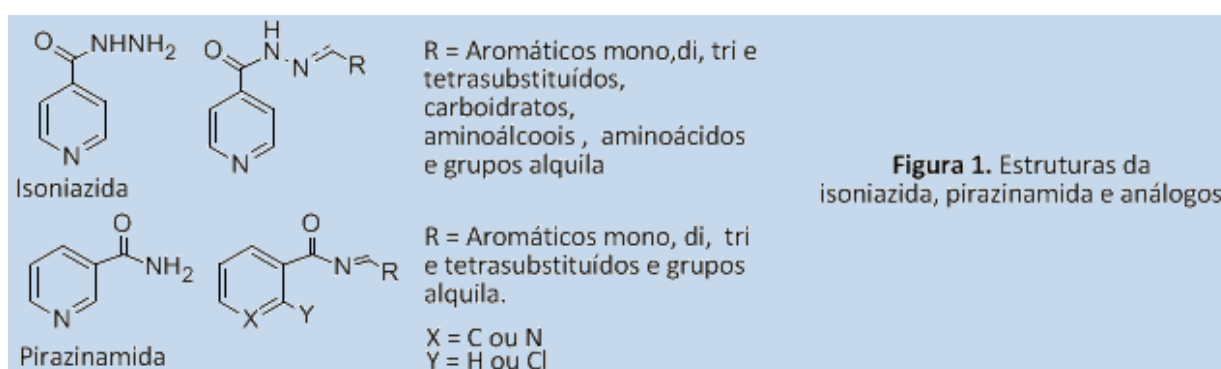 O
NHNH2
N
Isoniazida
O
H
N
N
R
N
R = Aromáticos mono,di, tri e
tetrasubstituídos,
carboidratos,
aminoálcoois , aminoácidos
e grupos alquila
Figura 1. Estruturas da
isoniazida, pirazinamida e análogos
O
NH2
N
Pirazinamida
O
N
R
X
Y
R = Aromáticos mono, di, tri
e tetrasubstituídos e grupos
alquila.
X = C ou N
Y = H ou Cl